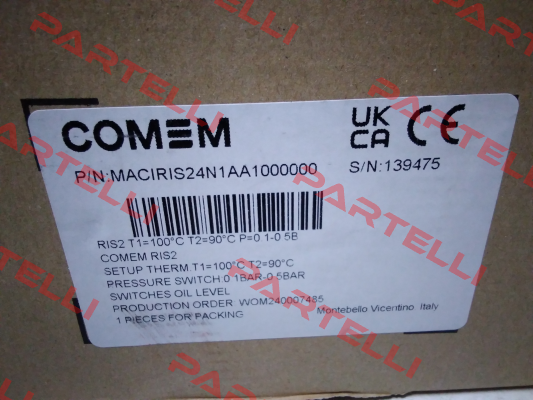 COMEM
UK
CA CE
P/N:MACIRIS24N1AA1000000
S/N:139475
RIS2 T1=100°C T2=90°C P=0 1-0 5B
COMEM RIS2
SETUP THERM T1=100°C T2=90°C
PRESSURE SWITCH 0 1BAR-0 5BAR
SWITCHES OIL LEVEL
PRODUCTION ORDER WOM240007485
1 PIECES FOR PACKING
Montebello Vicentino Italy
PARTELLI
PARTELLI
PARTELLI
PARTELLI
PARTELLI